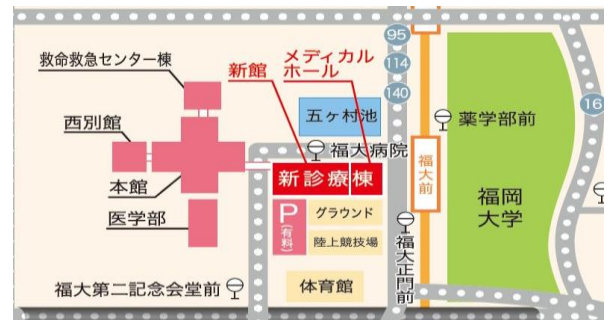 救命救急センター棟
新館
メディカル
ホール
95
114
140
五ヶ村池
薬学部前
16
西別館
福大病院
新診療棟
福大前
本館
P
(有料)
グラウンド
福岡
大学
医学部
陸上競技場
福大正門前
体育館
福大第二記念会堂前